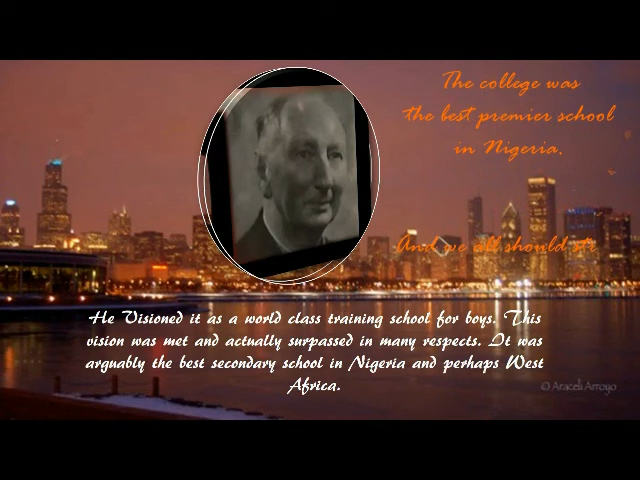 The college was
the best premier school
in Nigeria.
And we all should str
He Visioned it as a world class training school for boys. This
vision was met and actually surpassed in many respects. It was
arguably the best secondary school in Nigeria and perhaps West
Africa.
© Araceli Arroyo